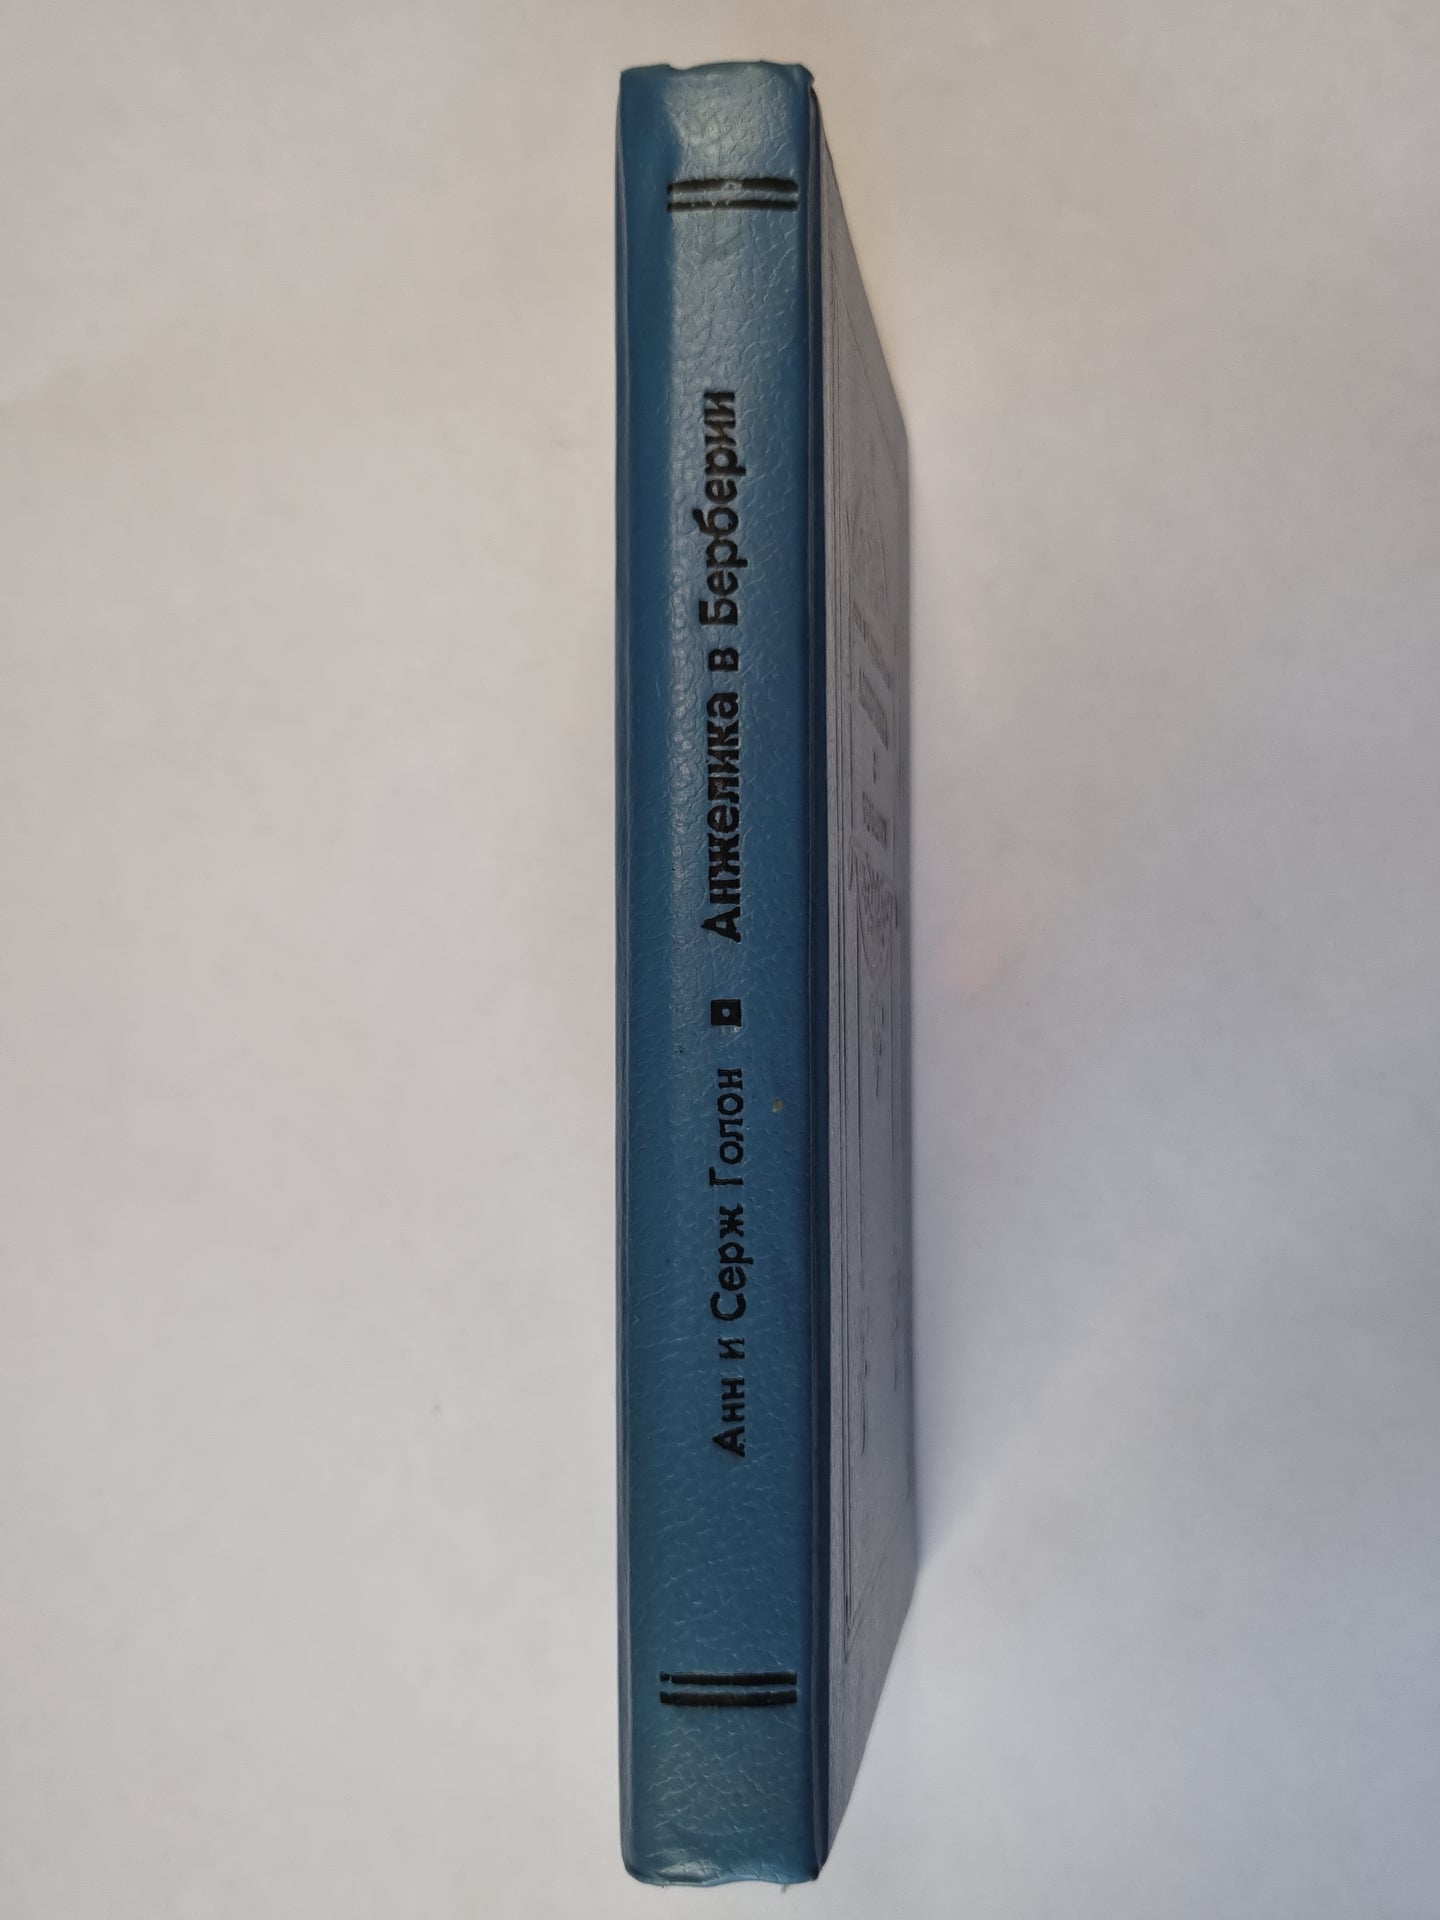 Анн и Серж Голон ▪ Анжелика в Берберии